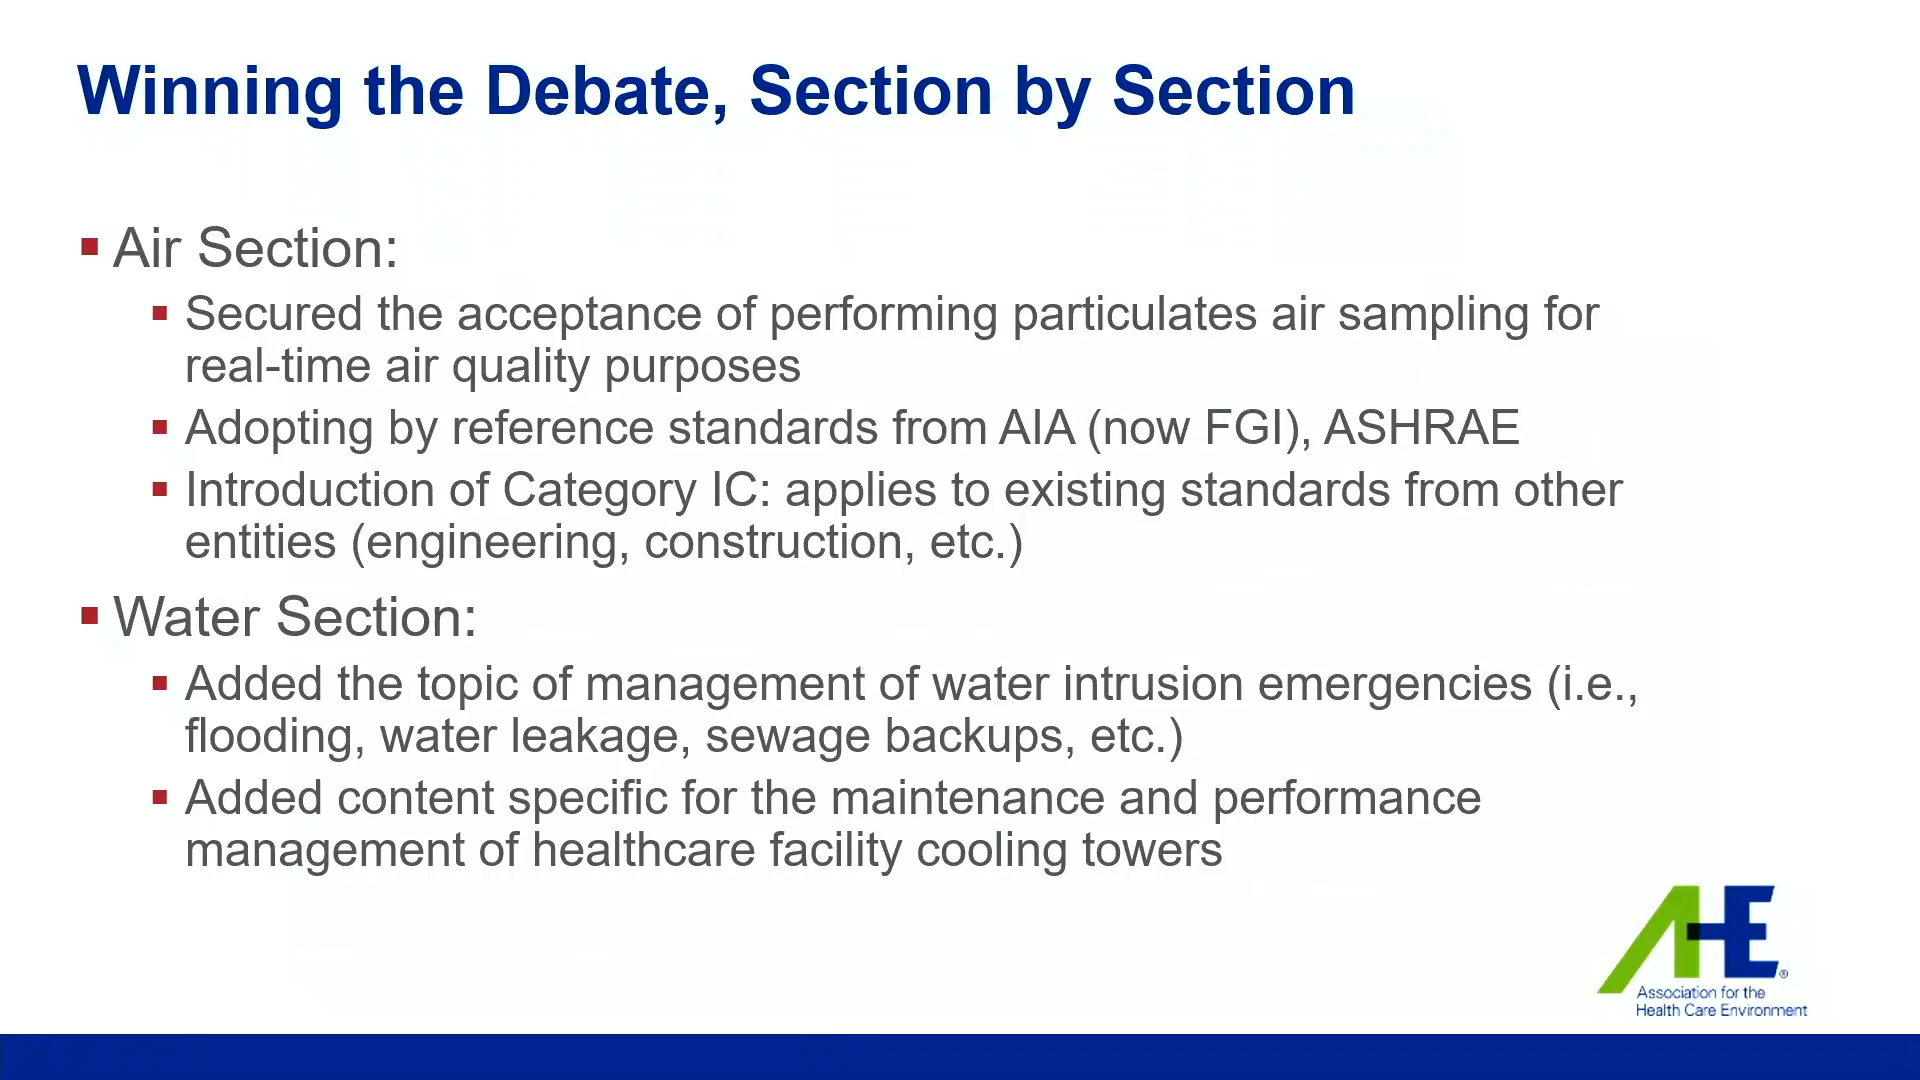 Winning the Debate, Section by Section
Air Section:
Secured the acceptance of performing particulates air sampling for
real-time air quality purposes
Adopting by reference standards from AIA (now FGI), ASHRAE
Introduction of Category IC: applies to existing standards from other
entities (engineering, construction, etc.)
Water Section:
Added the topic of management of water intrusion emergencies (i.e.,
flooding, water leakage, sewage backups, etc.)
Added content specific for the maintenance and performance
management of healthcare facility cooling towers
AHE®
Association for the
Health Care Environment